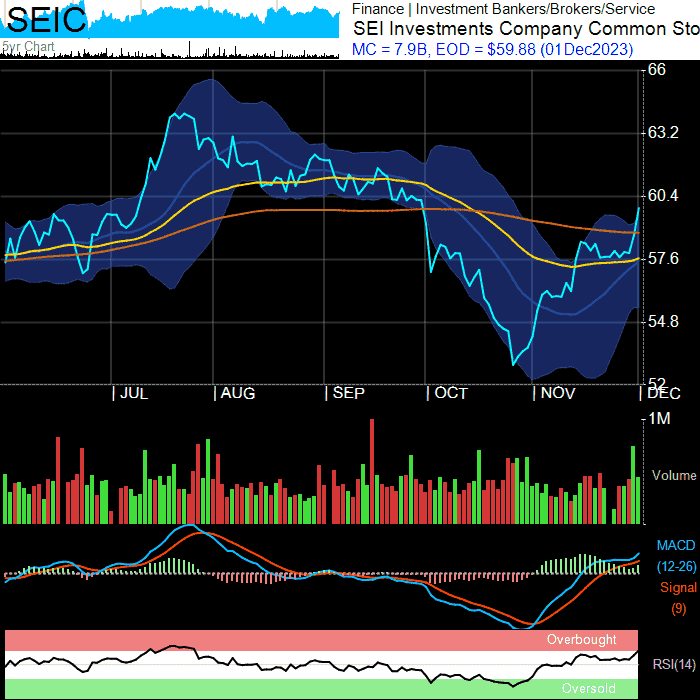 SEIC
5yr Chart
Finance | Investment Bankers/Brokers/Service
SEI Investments Company Common Sto
MC = 7.9B, EOD = $59.88 (01Dec2023)
66
63.2
60.4
57.6
54.8
52
JUL
AUG
SEP
OCT
NOV
DEC
1M
Volume
MACD
(12-26)
Signal
(9)
Overbought
RSI(14)
Oversold